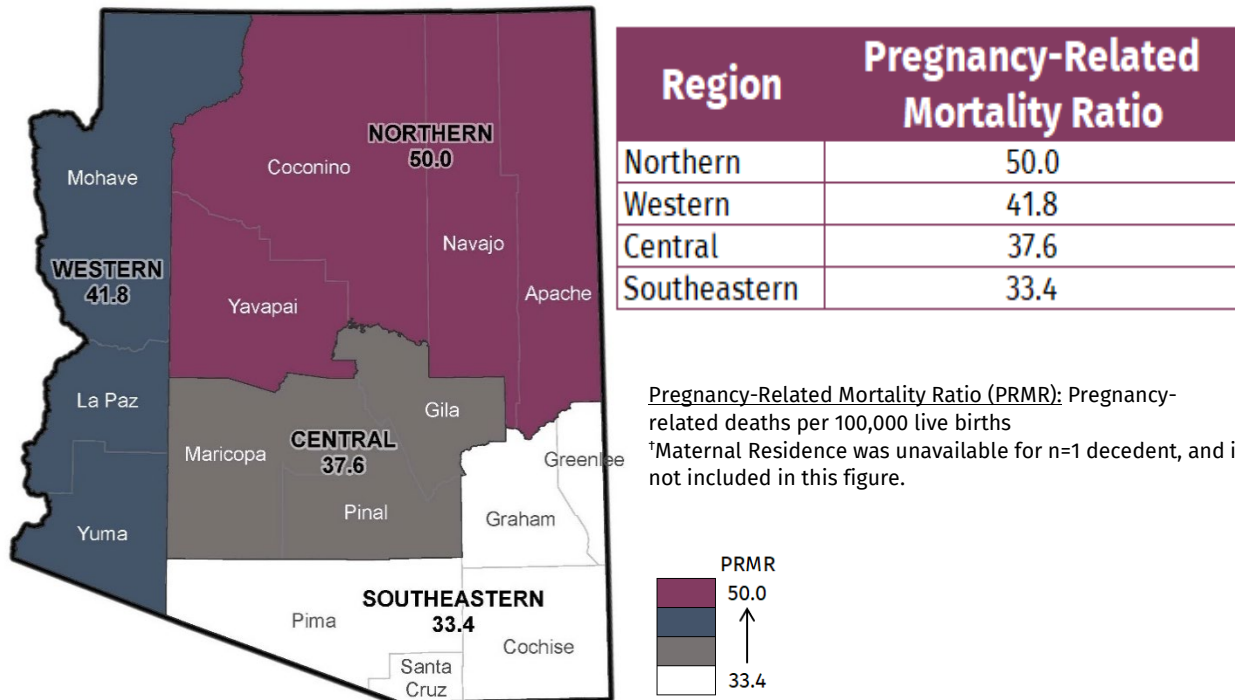 NORTHERN
50.0
Coconino
Mohave
Navajo
WESTERN
41.8
Apache
Yavapai
La Paz
Gila
CENTRAL
37.6
Maricopa
Greenlee
Pinal
Graham
Yuma
SOUTHEASTERN
33.4
Pima
Cochise
Santa
Cruz
Region Pregnancy-Related
Mortality Ratio
Northern 50.0
Western 41.8
Central 37.6
Southeastern 33.4
Pregnancy-Related Mortality Ratio (PRMR): Pregnancy-
related deaths per 100,000 live births
†Maternal Residence was unavailable for n=1 decedent, and i
not included in this figure.
PRMR
50.0
33.4